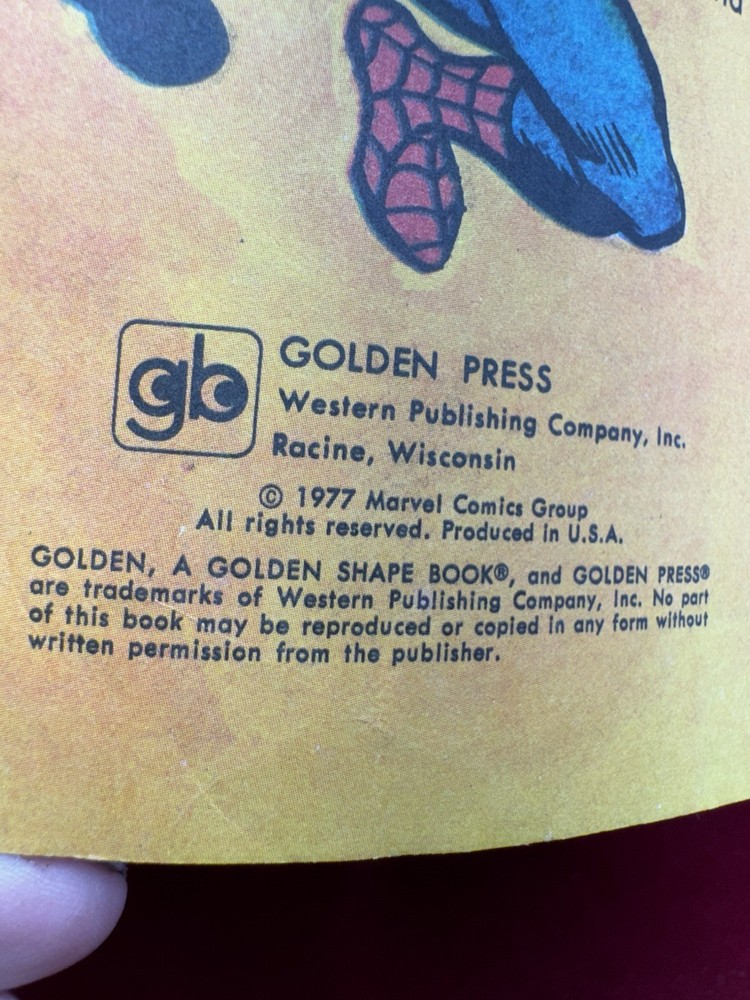 gb
GOLDEN PRESS
Western Publishing Company, Inc.
Racine, Wisconsin
© 1977 Marvel Comics Group
All rights reserved. Produced in U.S.A.
GOLDEN, A GOLDEN SHAPE BOOK®, and GOLDEN PRESS®
are trademarks of Western Publishing Company, Inc. No part
of this book may be reproduced or copied in any form without
written permission from the publisher.